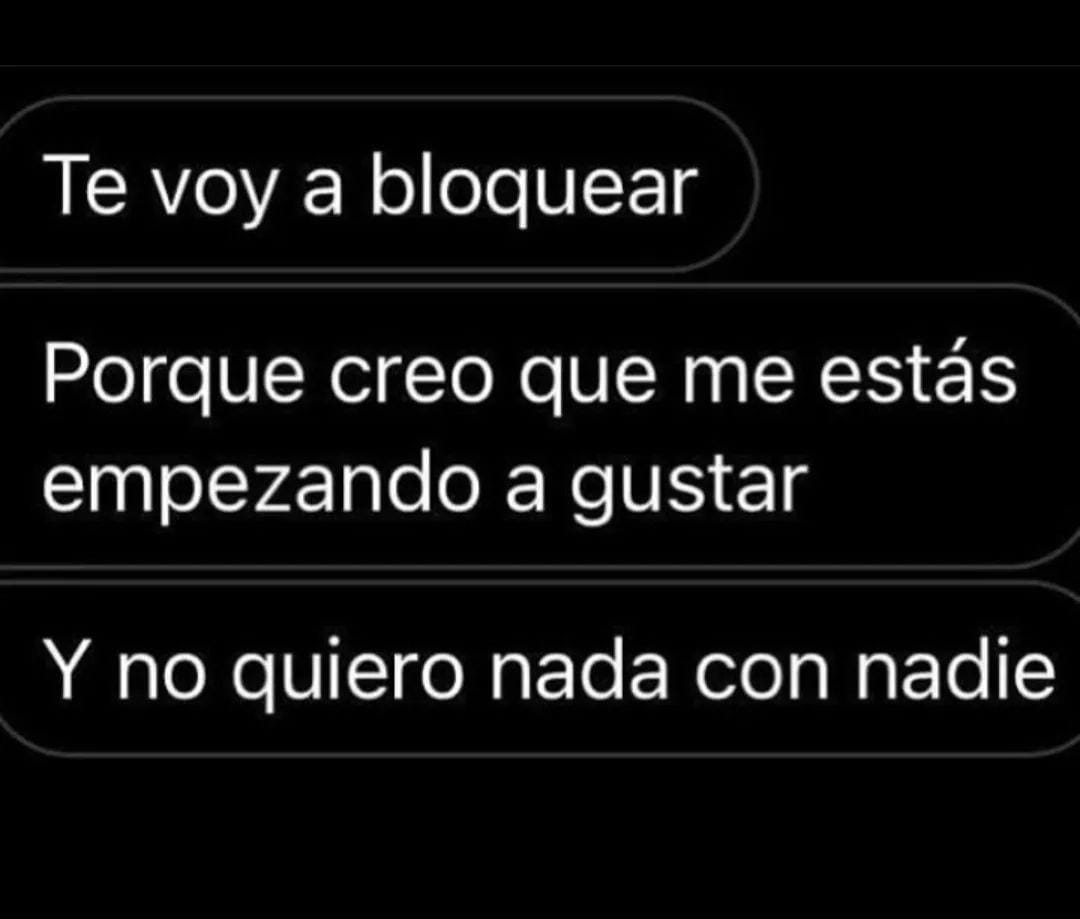 Te voy a bloquear
Porque creo que me estás
empezando a gustar
Y no quiero nada con nadie